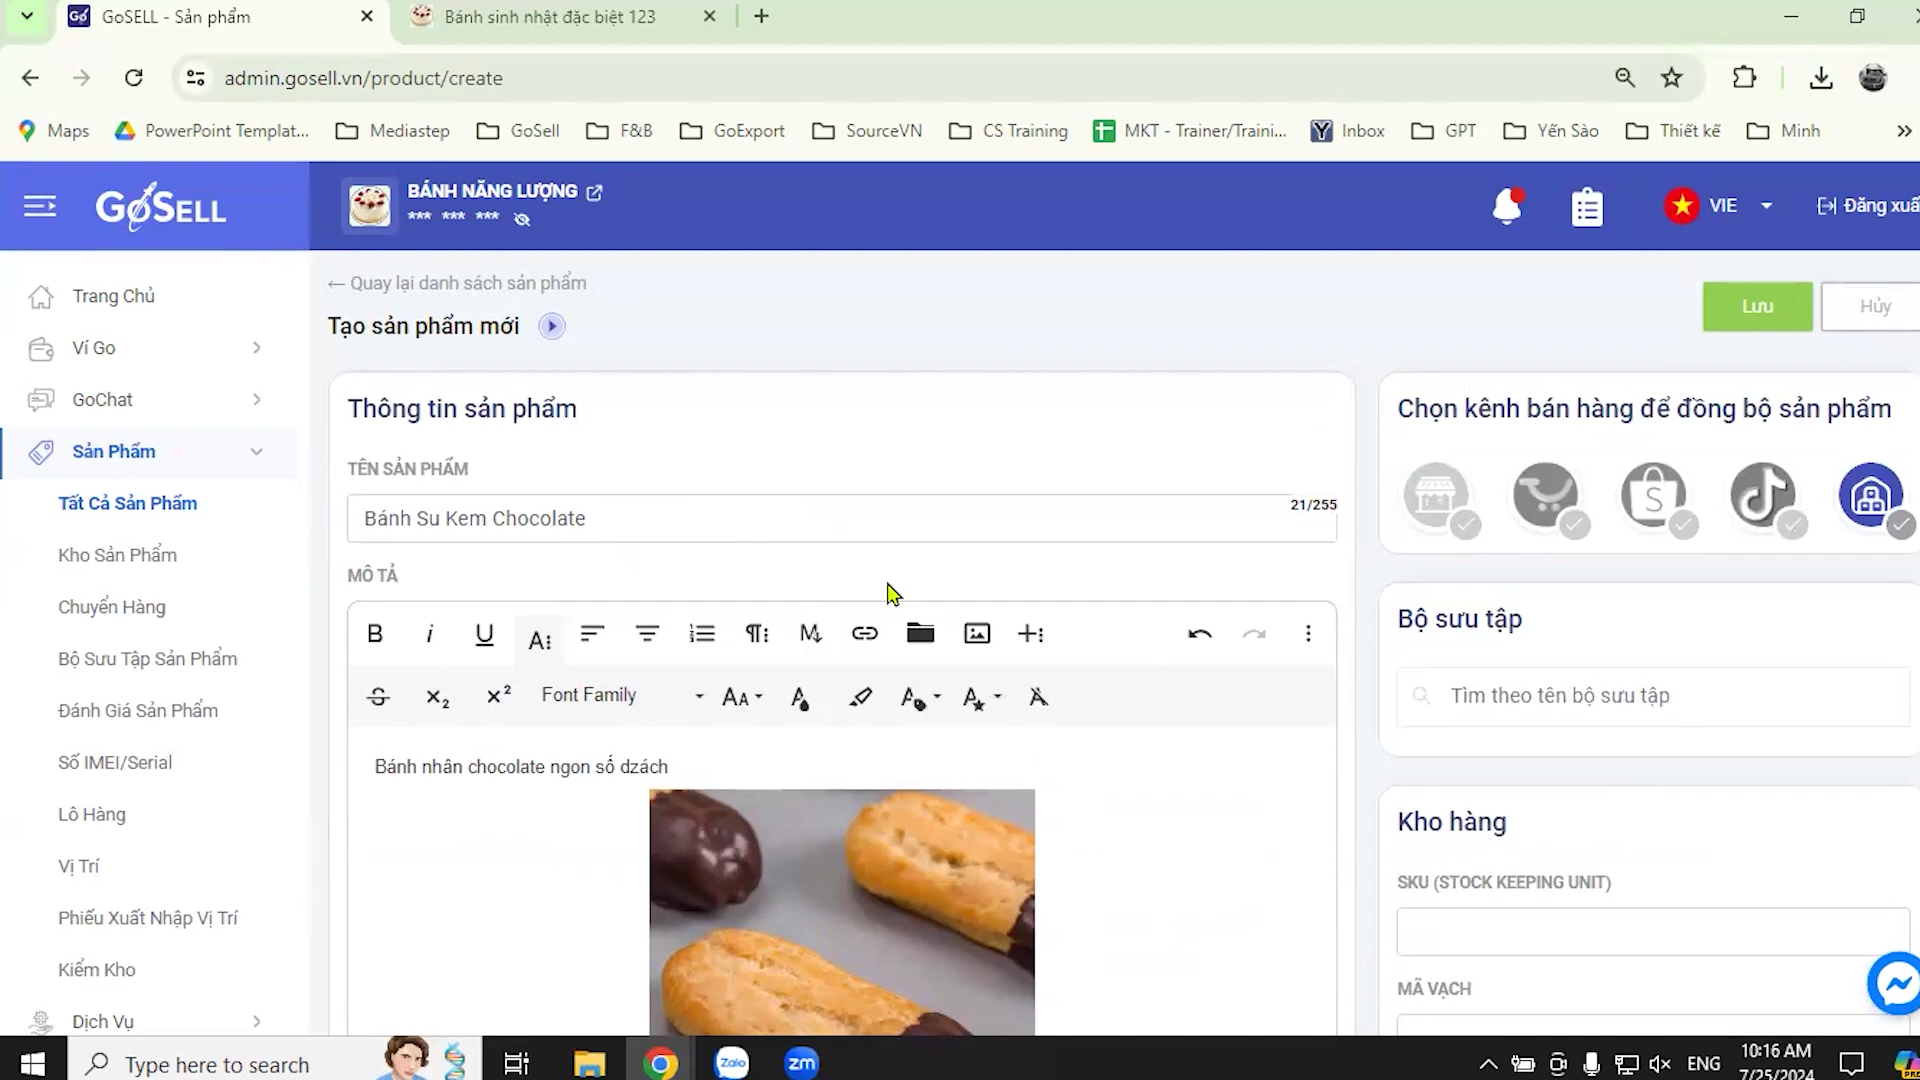 GoSELL - Sản phẩm
Bánh sinh nhật đặc biệt 123
admin.gosell.vn/product/create
Maps
PowerPoint Templat...
Mediastep
GoSell
F&B
GoExport
SourceVN
CS Training
MKT - Trainer/Traini...
Inbox
GPT
Yến Sào
Thiết kế
Minh
GoSELL
BÁNH NĂNG LƯỢNG
*** *** ***
VIE
Đăng xuấ
Trang Chủ
Ví Go
GoChat
Sản Phẩm
Tất Cả Sản Phẩm
Kho Sản Phẩm
Chuyển Hàng
Bộ Sưu Tập Sản Phẩm
Đánh Giá Sản Phẩm
Số IMEI/Serial
Lô Hàng
Vị Trí
Phiếu Xuất Nhập Vị Trí
Kiểm Kho
Dịch Vụ
← Quay lại danh sách sản phẩm
Tạo sản phẩm mới
Lưu
Hủy
Thông tin sản phẩm
TÊN SẢN PHẨM
21/255
Bánh Su Kem Chocolate
MÔ TẢ
Font Family
Bánh nhân chocolate ngon số dzách
Chọn kênh bán hàng để đồng bộ sản phẩm
Bộ sưu tập
Tìm theo tên bộ sưu tập
Kho hàng
SKU (STOCK KEEPING UNIT)
MÃ VẠCH
Type here to search
Zalo
zm
ENG
10:16 AM
7/25/2024